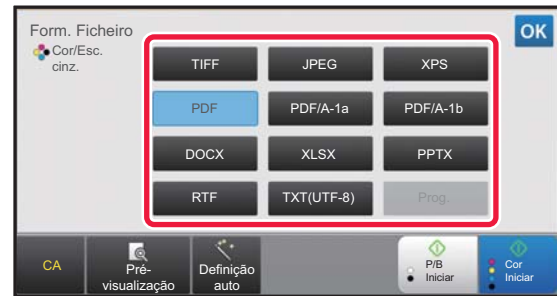 Form. Ficheiro
OK
Cor/Esc.
cinz.
TIFF
JPEG
XPS
PDF
PDF/A-1a
PDF/A-1b
DOCX
XLSX
PPTX
RTF
TXT(UTF-8)
Prog.
CA
Pré-
visualização
Definição
auto
P/B
Iniciar
Cor
Iniciar